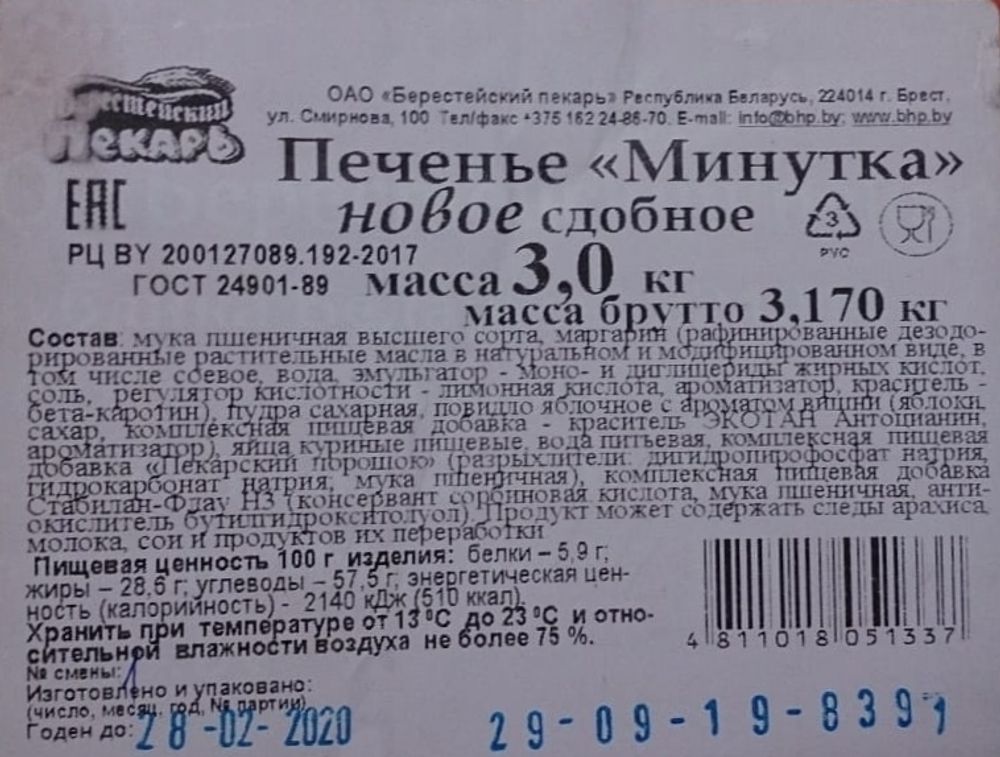 Берестейский
Пекарь
ОАО «Берестейский пекарь» Республика Беларусь, 224014 г. Брест,
ул. Смирнова, 100 Тел/факс +375 162 24-86-70. E-mail: info@bhp.by; www.bhp.by
Печенье «Минутка»
новое сдобное
EAC
3
РУС
РЦ BY 200127089.192-2017
ГОСТ 24901-89
масса 3,0 кг
масса брутто 3,170 кг
Состав: мука пшеничная высшего сорта, маргарин (рафинированные дезодо-
рированные растительные масла в натуральном и модифицированном виде, в
том числе соевое, вода, эмульгатор - моно- и диглицериды жирных кислот,
соль, регулятор кислотности - лимонная кислота, ароматизатор, краситель -
бета-каротин), пудра сахарная, повидло яблочное с ароматом вишни (яблоки,
сахар, комплексная пищевая добавка - краситель ЭКОТАН Антоцианин,
ароматизатор), яйца куриные пищевые, вода питьевая, комплексная пищевая
добавка «Пекарский порошок» (разрыхлители: дигидропирофосфат натрия,
гидрокарбонат натрия, мука пшеничная), комплексная пищевая добавка
Стабилан-Флау Н3 (консервант сорбиновая кислота, мука пшеничная, анти-
окислитель бутилгидрокситолуол). Продукт может содержать следы арахиса,
молока, сои и продуктов их переработки
Пищевая ценность 100 г изделия: белки – 5,9 г;
жиры – 28,6 г; углеводы – 57,5 г, энергетическая цен-
ность (калорийность) - 2140 кДж (510 ккал).
Хранить при температуре от 13 °С до 23 °С и отно-
сительной влажности воздуха не более 75 %.
4 811018 051337
№ смены: 1
Изготовлено и упаковано:
(число, месяц, год, № партии)
Годен до: 28-02-2020
29-09-19-8391